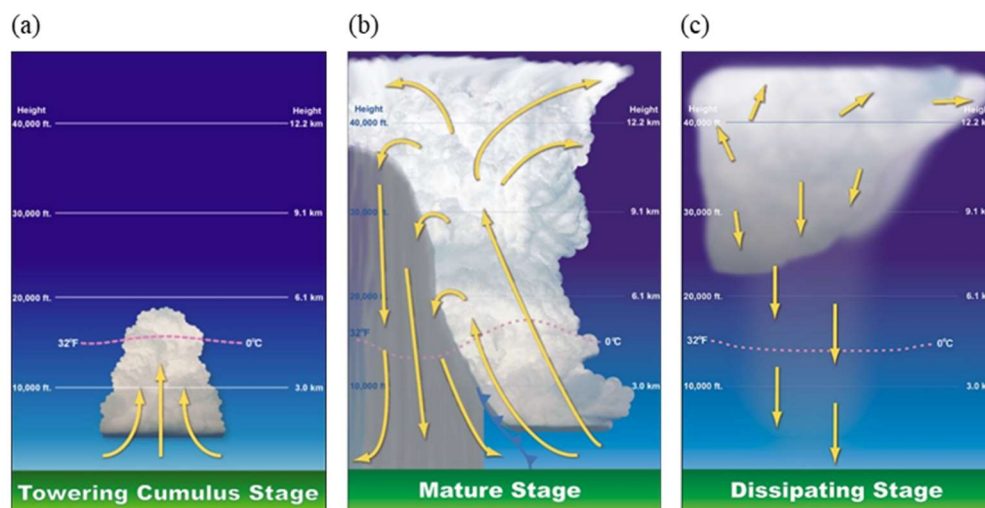 (a)
(b)
(c)
Height
Height
40,000 ft.
12.2 km
30,000 ft.
9.1 km
20,000 ft.
6.1 km
32°F
0°C
10,000 ft.
3.0 km
Towering Cumulus Stage
Height
Height
40,000 ft.
12.2 km
30,000 ft.
9.1 km
20,000 ft.
6.1 km
32°F
0°C
10,000 ft.
3.0 km
Mature Stage
Height
Height
40,000 ft.
12.2 km
30,000 ft.
9.1 km
20,000 ft.
6.1 km
32°F
0°C
10,000 ft.
3.0 km
Dissipating Stage